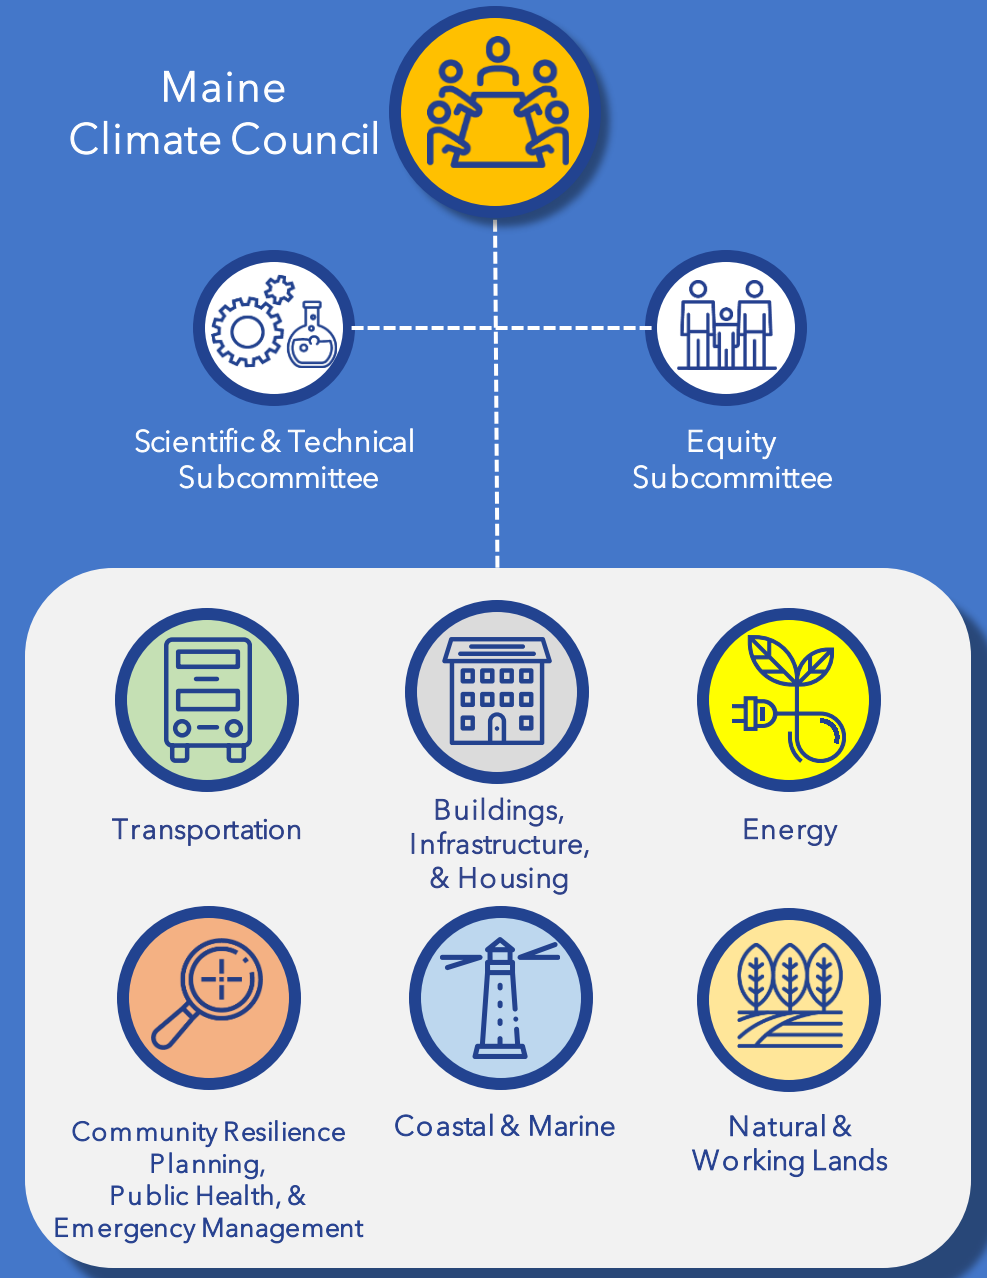 Maine
Climate Council
Scientific & Technical
Subcommittee
Equity
Subcommittee
Transportation
Buildings,
Infrastructure,
& Housing
Energy
Community Resilience
Planning,
Public Health, &
Emergency Management
Coastal & Marine
Natural &
Working Lands